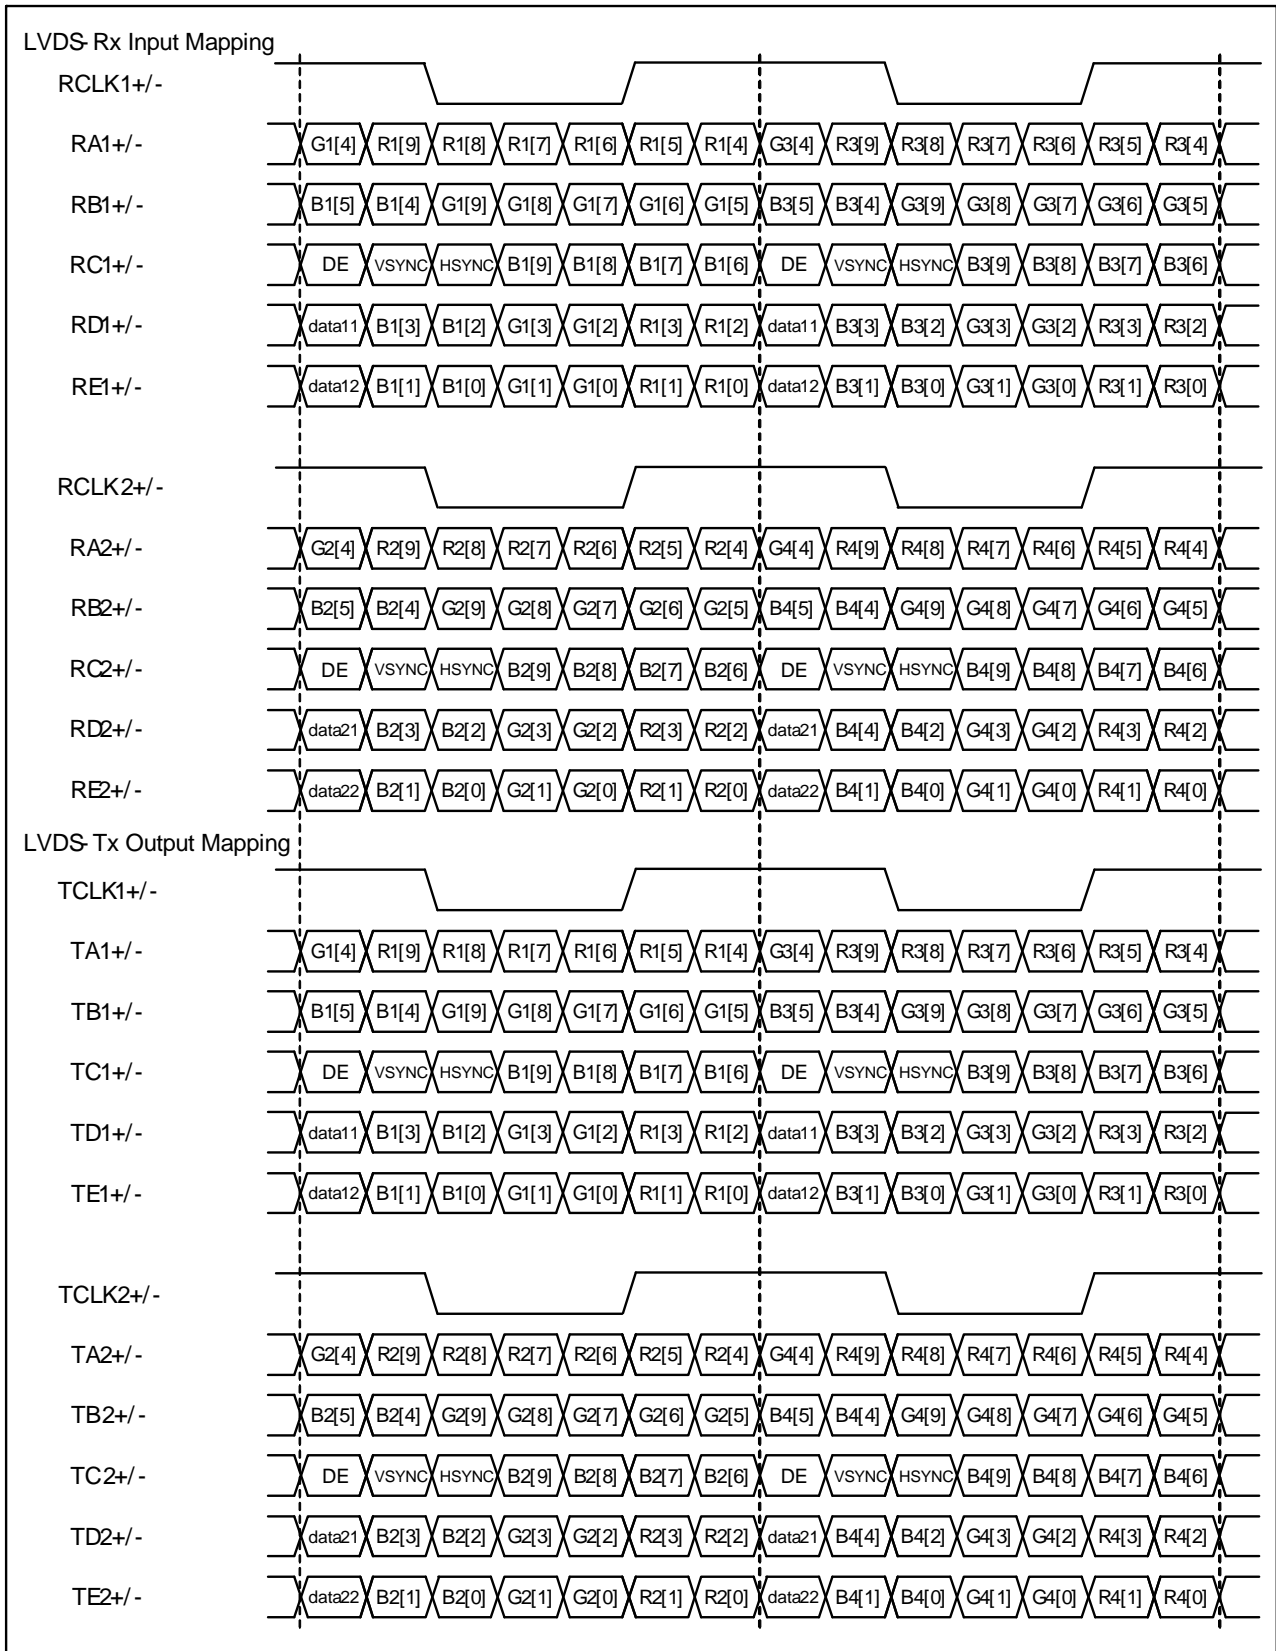 LVDS-Rx Input Mapping
RCLK1+/-
RA1+/- G1[4] R1[9] R1[8] R1[7] R1[6] R1[5] R1[4] G3[4] R3[9] R3[8] R3[7] R3[6] R3[5] R3[4]
RB1+/- B1[5] B1[4] G1[9] G1[8] G1[7] G1[6] G1[5] B3[5] B3[4] G3[9] G3[8] G3[7] G3[6] G3[5]
RC1+/- DE VSYNC HSYNC B1[9] B1[8] B1[7] B1[6] DE VSYNC HSYNC B3[9] B3[8] B3[7] B3[6]
RD1+/- data11 B1[3] B1[2] G1[3] G1[2] R1[3] R1[2] data11 B3[3] B3[2] G3[3] G3[2] R3[3] R3[2]
RE1+/- data12 B1[1] B1[0] G1[1] G1[0] R1[1] R1[0] data12 B3[1] B3[0] G3[1] G3[0] R3[1] R3[0]
RCLK2+/-
RA2+/- G2[4] R2[9] R2[8] R2[7] R2[6] R2[5] R2[4] G4[4] R4[9] R4[8] R4[7] R4[6] R4[5] R4[4]
RB2+/- B2[5] B2[4] G2[9] G2[8] G2[7] G2[6] G2[5] B4[5] B4[4] G4[9] G4[8] G4[7] G4[6] G4[5]
RC2+/- DE VSYNC HSYNC B2[9] B2[8] B2[7] B2[6] DE VSYNC HSYNC B4[9] B4[8] B4[7] B4[6]
RD2+/- data21 B2[3] B2[2] G2[3] G2[2] R2[3] R2[2] data21 B4[4] B4[2] G4[3] G4[2] R4[3] R4[2]
RE2+/- data22 B2[1] B2[0] G2[1] G2[0] R2[1] R2[0] data22 B4[1] B4[0] G4[1] G4[0] R4[1] R4[0]
LVDS-Tx Output Mapping
TCLK1+/-
TA1+/- G1[4] R1[9] R1[8] R1[7] R1[6] R1[5] R1[4] G3[4] R3[9] R3[8] R3[7] R3[6] R3[5] R3[4]
TB1+/- B1[5] B1[4] G1[9] G1[8] G1[7] G1[6] G1[5] B3[5] B3[4] G3[9] G3[8] G3[7] G3[6] G3[5]
TC1+/- DE VSYNC HSYNC B1[9] B1[8] B1[7] B1[6] DE VSYNC HSYNC B3[9] B3[8] B3[7] B3[6]
TD1+/- data11 B1[3] B1[2] G1[3] G1[2] R1[3] R1[2] data11 B3[3] B3[2] G3[3] G3[2] R3[3] R3[2]
TE1+/- data12 B1[1] B1[0] G1[1] G1[0] R1[1] R1[0] data12 B3[1] B3[0] G3[1] G3[0] R3[1] R3[0]
TCLK2+/-
TA2+/- G2[4] R2[9] R2[8] R2[7] R2[6] R2[5] R2[4] G4[4] R4[9] R4[8] R4[7] R4[6] R4[5] R4[4]
TB2+/- B2[5] B2[4] G2[9] G2[8] G2[7] G2[6] G2[5] B4[5] B4[4] G4[9] G4[8] G4[7] G4[6] G4[5]
TC2+/- DE VSYNC HSYNC B2[9] B2[8] B2[7] B2[6] DE VSYNC HSYNC B4[9] B4[8] B4[7] B4[6]
TD2+/- data21 B2[3] B2[2] G2[3] G2[2] R2[3] R2[2] data21 B4[4] B4[2] G4[3] G4[2] R4[3] R4[2]
TE2+/- data22 B2[1] B2[0] G2[1] G2[0] R2[1] R2[0] data22 B4[1] B4[0] G4[1] G4[0] R4[1] R4[0]